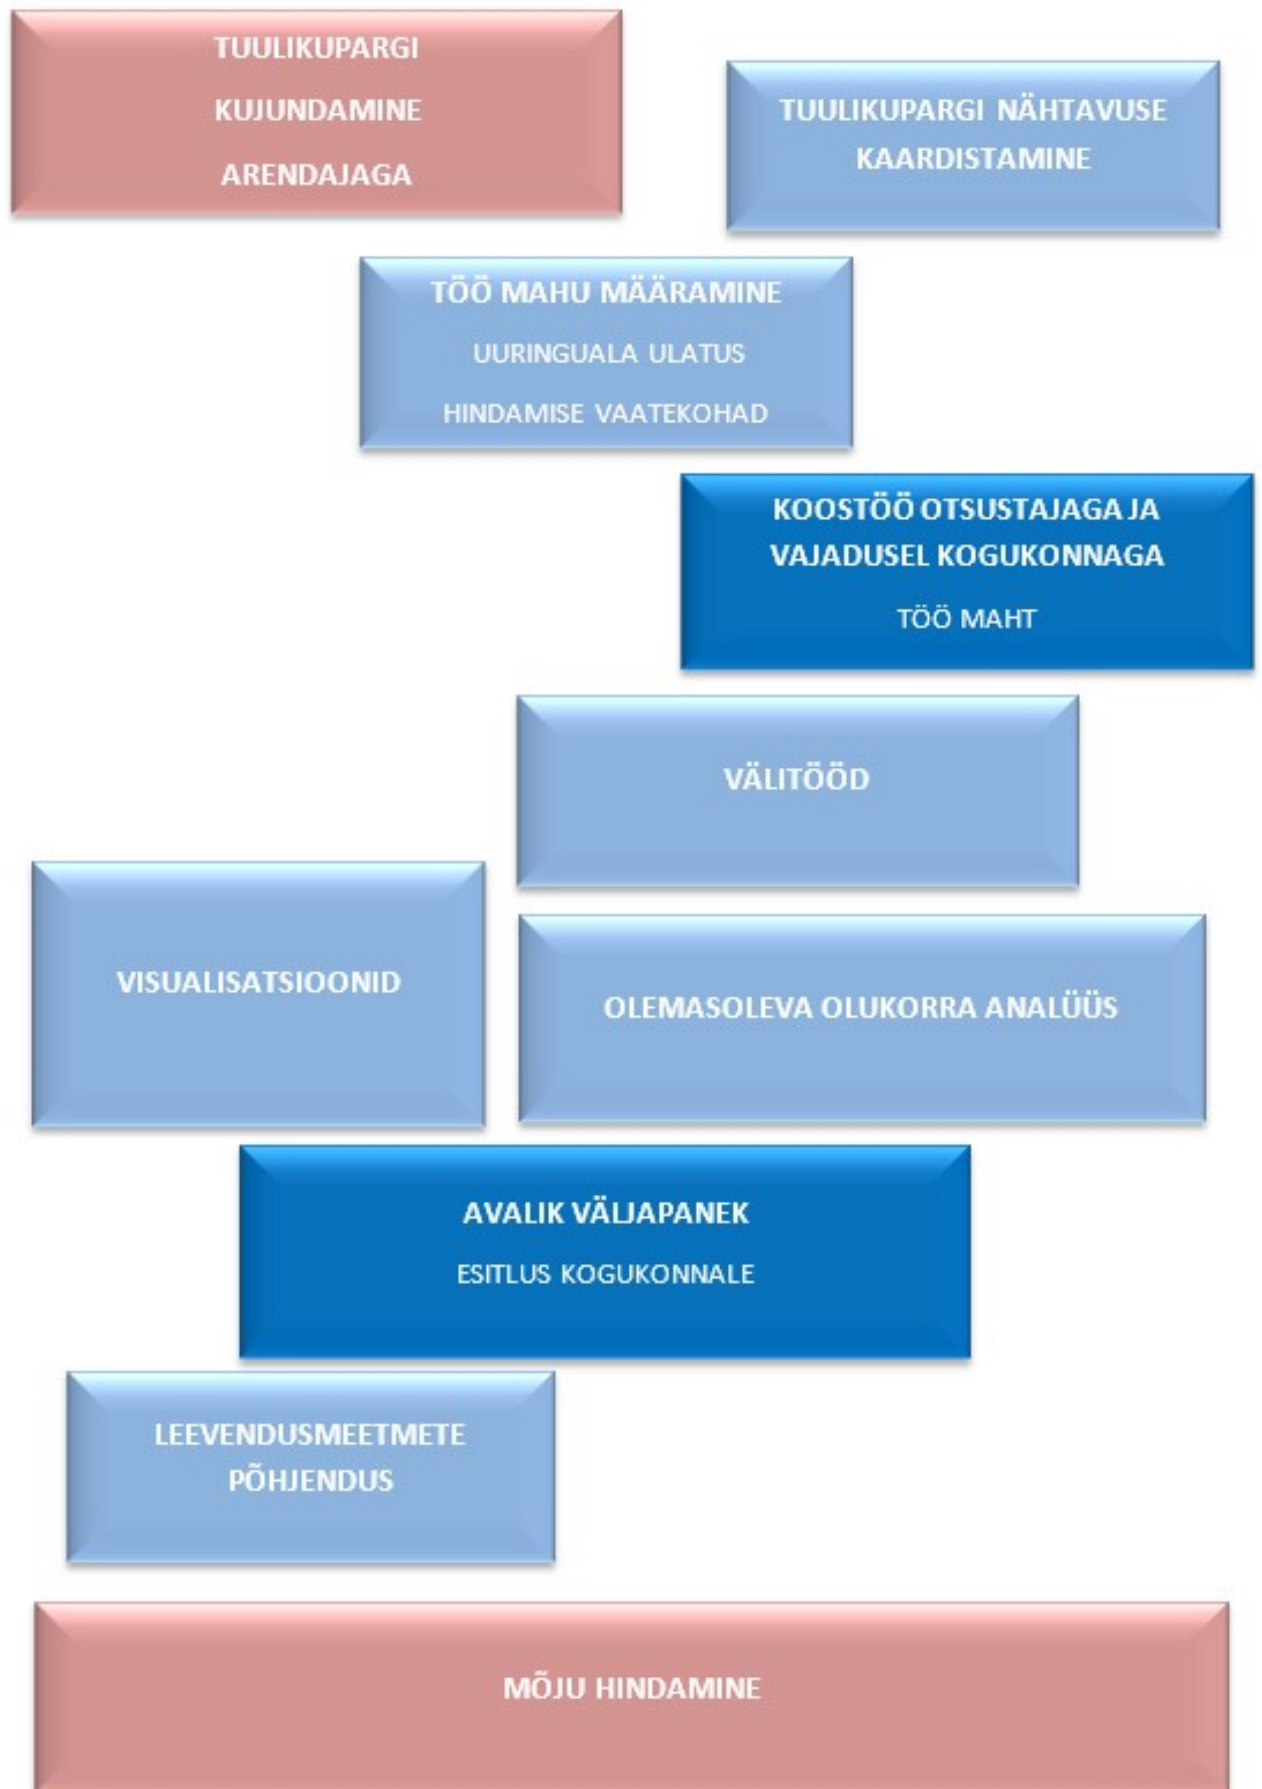 TUULIKUPARGI
KUJUNDAMINE
ARENDAJAGA
TUULIKUPARGI NÄHTAVUSE
KAARDISTAMINE
TÖÖ MAHU MÄÄRAMINE
UURINGUALA ULATUS
HINDAMISE VAATEKOHAD
KOOSTÖÖ OTSUSTAJAGA JA
VAJADUSEL KOGUKONNAGA
TÖÖ MAHT
VÄLITÖÖD
VISUALISATSIOONID
OLEMASOLEVA OLUKORRA ANALÜÜS
AVALIK VÄLJAPANEK
ESITLUS KOGUKONNALE
LEEVENDUSMEETMETE
PÕHJENDUS
MÕJU HINDAMINE